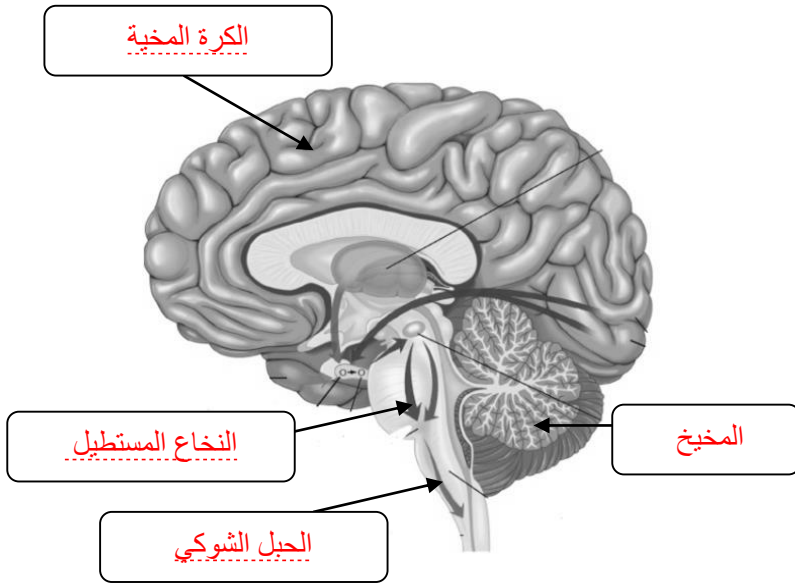 الكرة المخية
النخاع المستطيل
المخيخ
الحبل الشوكي